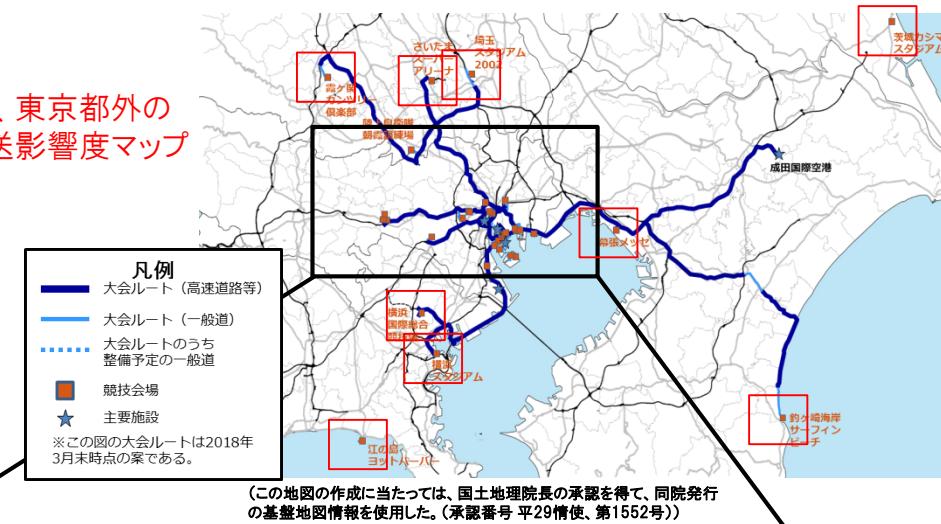 、東京都外の
送影響度マップ
霞ヶ関
カンツリー
倶楽部
さいたま
スーパー
アリーナ
埼玉
スタジアム
2002
陸上自衛隊
朝霞訓練場
茨城カシマ
スタジアム
成田国際空港
幕張メッセ
凡例
大会ルート（高速道路等）
大会ルート（一般道）
大会ルートのうち
整備予定の一般道
競技会場
主要施設
※この図の大会ルートは2018年
3月末時点の案である。
横浜
国際総合
横浜
スタジアム
江の島
ヨットハーバー
釣ヶ崎海岸
サーフィン
ビーチ
（この地図の作成に当たっては、国土地理院長の承認を得て、同院発行
の基盤地図情報を使用した。（承認番号 平29情使、第1552号））